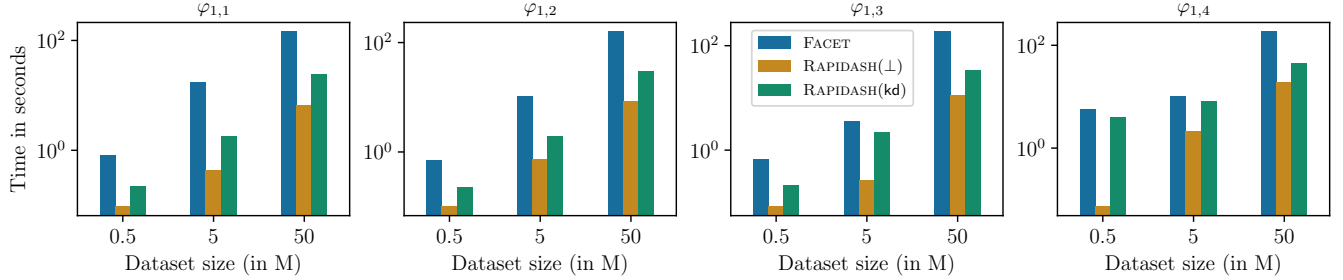 φ1,1
φ1,2
φ1,3
φ1,4
Time in seconds
10^2
10^0
0.5 5 50
Dataset size (in M)
10^2
10^0
0.5 5 50
Dataset size (in M)
10^2
10^0
FACET
RAPIDASH(⊥)
RAPIDASH(kd)
0.5 5 50
Dataset size (in M)
10^2
10^0
0.5 5 50
Dataset size (in M)